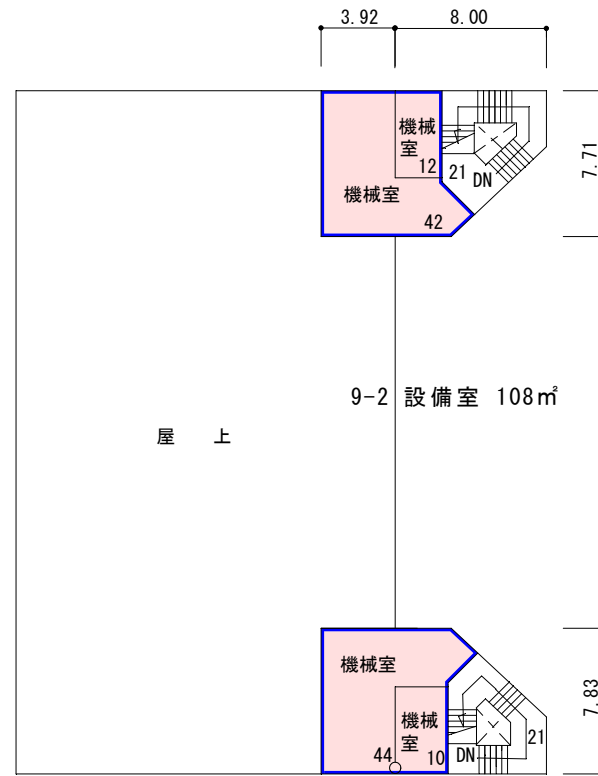 3.92 8.00
機械
室
12 21 DN
機械室
42
7.71
9-2 設備室 108㎡
屋 上
機械室
7.83
機械
室
44 10 DN 21